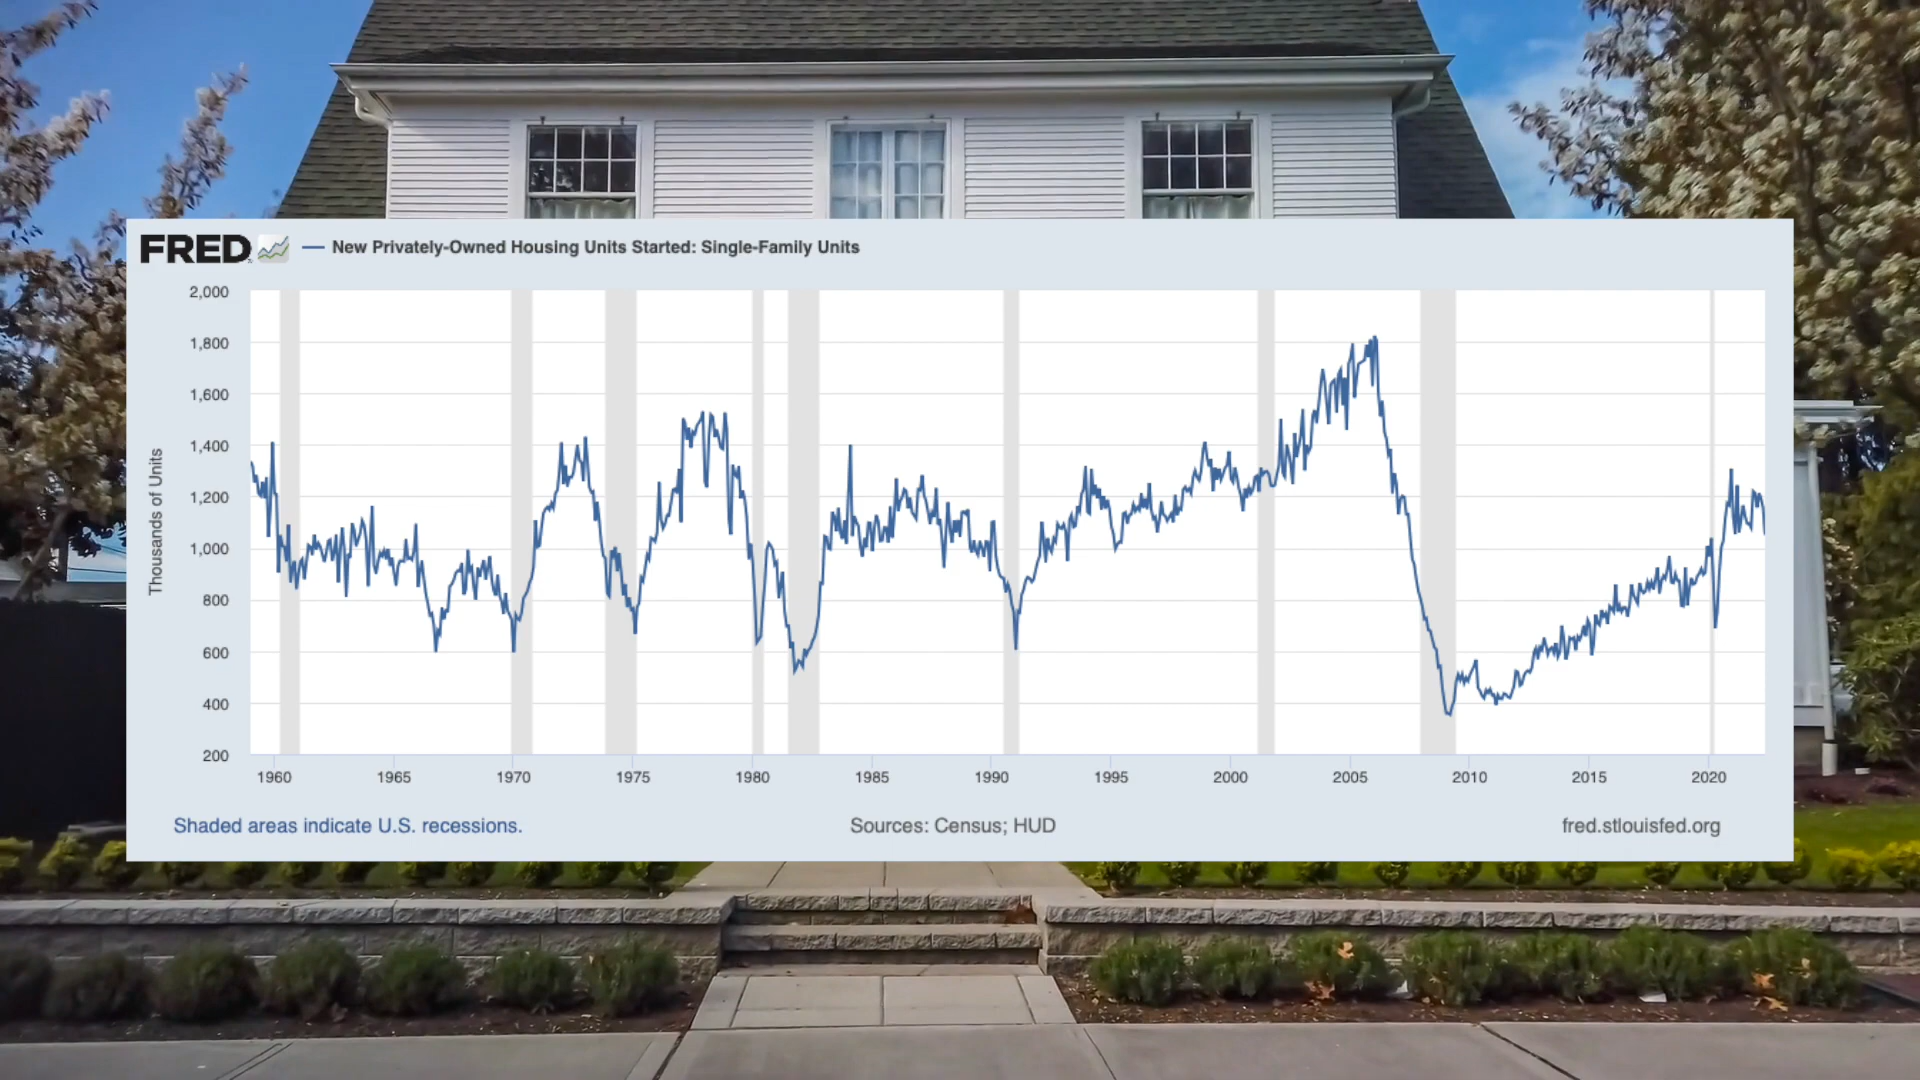 FRED
New Privately-Owned Housing Units Started: Single-Family Units
Thousands of Units
2,000
1,800
1,600
1,400
1,200
1,000
800
600
400
200
1960 1965 1970 1975 1980 1985 1990 1995 2000 2005 2010 2015 2020
Shaded areas indicate U.S. recessions.
Sources: Census; HUD
fred.stlouisfed.org